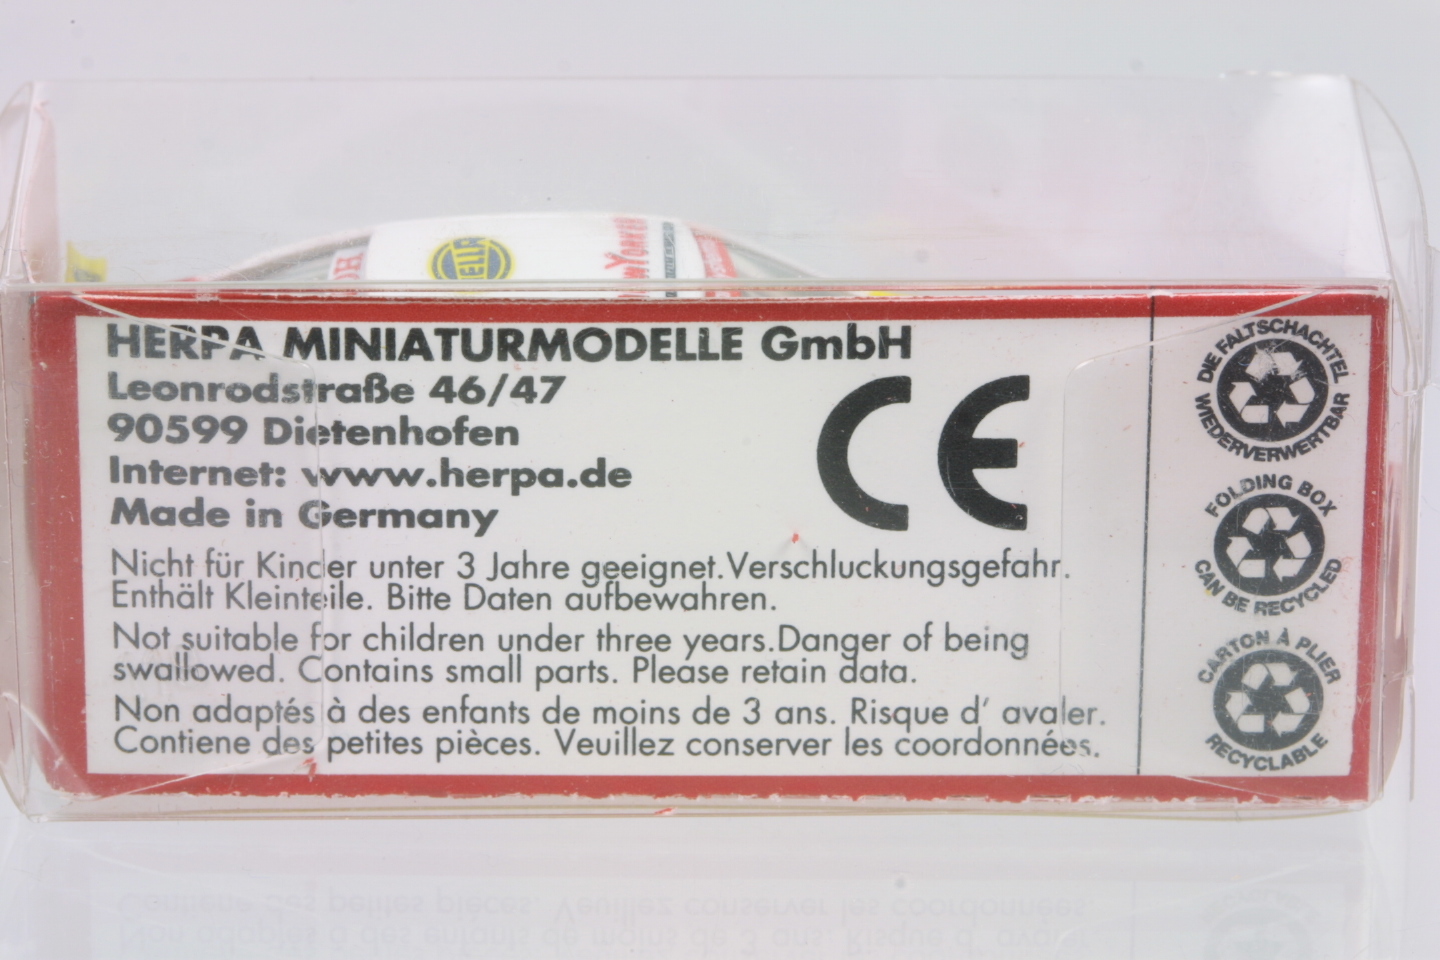 HELLA
YORKER
HERPA MINIATURMODELLE GmbH
Leonrodstraße 46/47
90599 Dietenhofen
Internet: www.herpa.de
Made in Germany
CE
Nicht für Kinder unter 3 Jahre geeignet.Verschluckungsgefahr.
Enthält Kleinteile. Bitte Daten aufbewahren.
Not suitable for children under three years.Danger of being
swallowed. Contains small parts. Please retain data.
Non adaptés à des enfants de moins de 3 ans. Risque d' avaler.
Contiene des petites pièces. Veuillez conserver les coordonnées.
DIE FALTSCHACHTEL
WIEDERVERWERTBAR
FOLDING BOX
CAN BE RECYCLED
CARTON À PLIER
RECYCLABLE